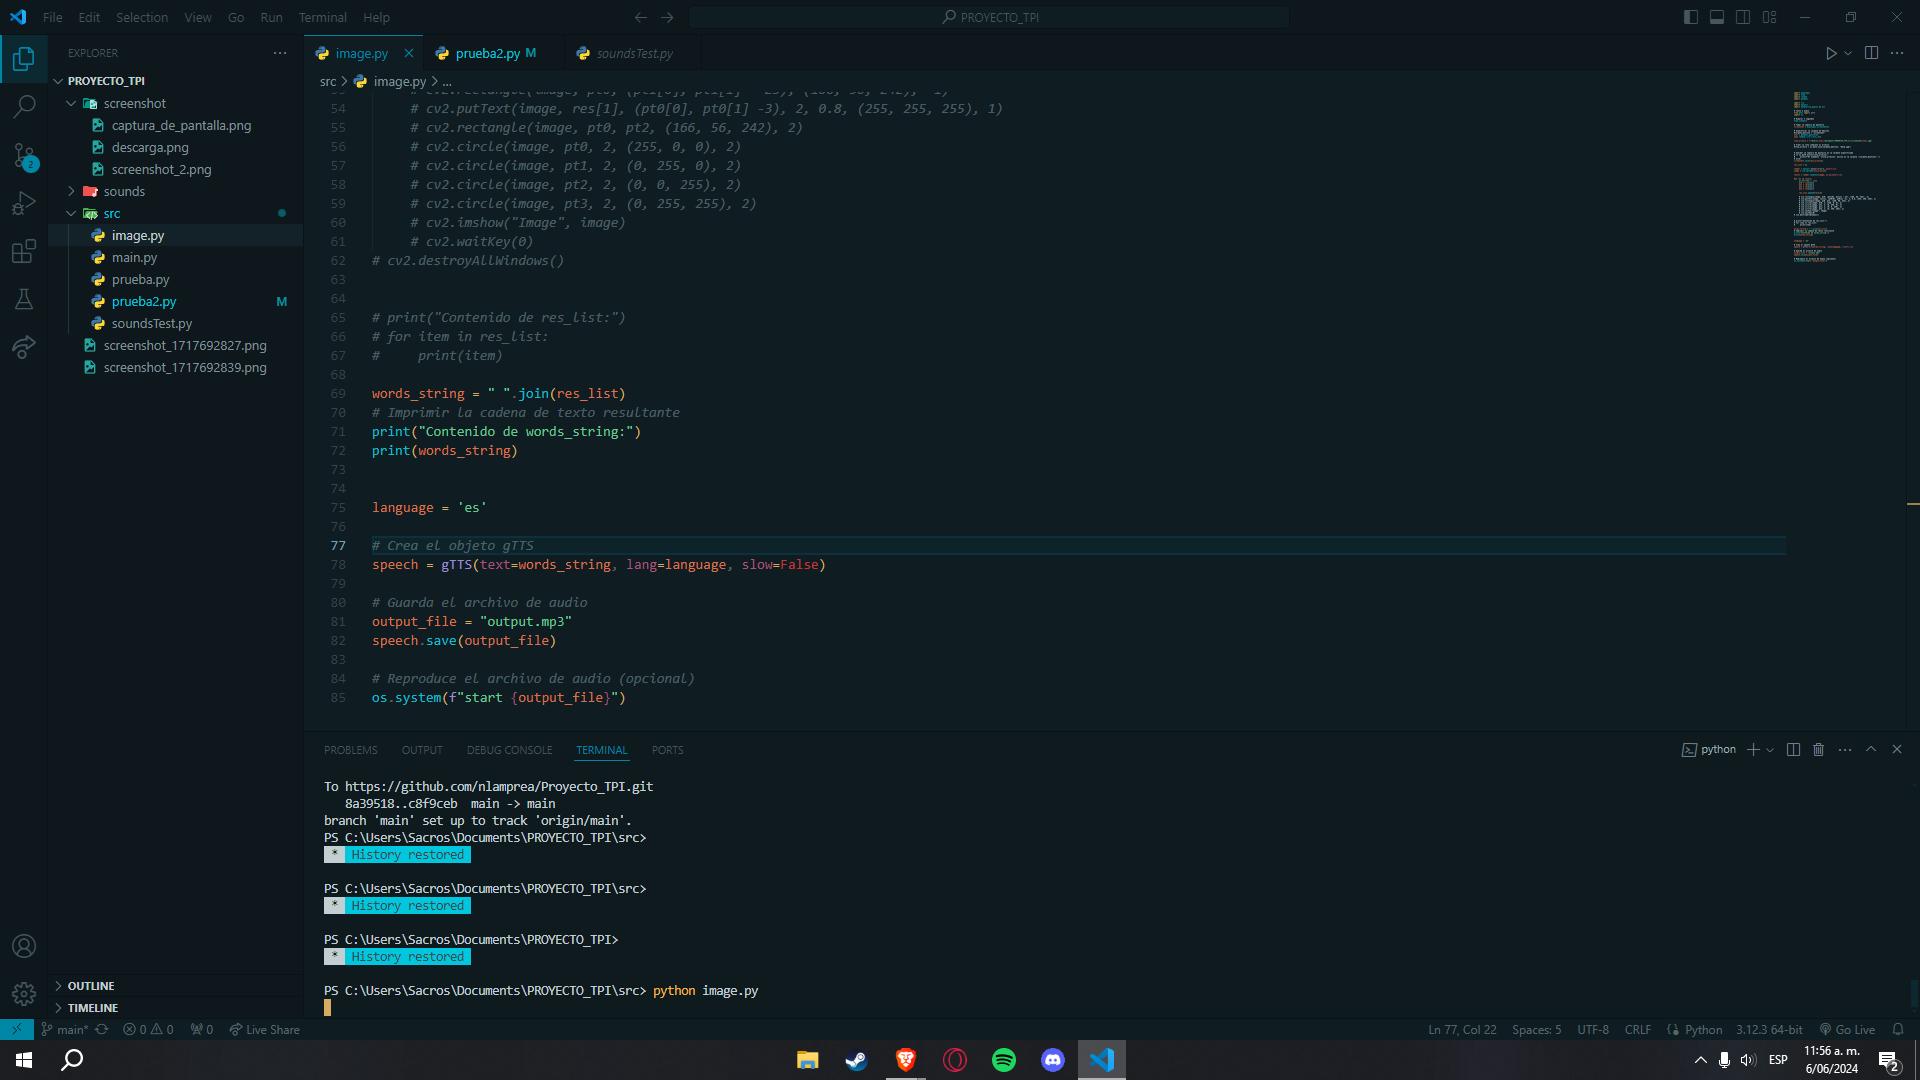 File Edit Selection View Go Run Terminal Help
PROYECTO_TPI
EXPLORER
PROYECTO_TPI
screenshot
captura_de_pantalla.png
descarga.png
screenshot_2.png
sounds
src
image.py
main.py
prueba.py
prueba2.py M
soundsTest.py
screenshot_1717692827.png
screenshot_1717692839.png
OUTLINE
TIMELINE
image.py prueba2.py M soundsTest.py
src > image.py > ...
54 # cv2.putText(image, res[1], (pt0[0], pt0[1] -3), 2, 0.8, (255, 255, 255), 1)
55 # cv2.rectangle(image, pt0, pt2, (166, 56, 242), 2)
56 # cv2.circle(image, pt0, 2, (255, 0, 0), 2)
57 # cv2.circle(image, pt1, 2, (0, 255, 0), 2)
58 # cv2.circle(image, pt2, 2, (0, 0, 255), 2)
59 # cv2.circle(image, pt3, 2, (0, 255, 255), 2)
60 # cv2.imshow("Image", image)
61 # cv2.waitKey(0)
62 # cv2.destroyAllWindows()
63
64
65 # print("Contenido de res_list:")
66 # for item in res_list:
67 #     print(item)
68
69 words_string = " ".join(res_list)
70 # Imprimir la cadena de texto resultante
71 print("Contenido de words_string:")
72 print(words_string)
73
74
75 language = 'es'
76
77 # Crea el objeto gTTS
78 speech = gTTS(text=words_string, lang=language, slow=False)
79
80 # Guarda el archivo de audio
81 output_file = "output.mp3"
82 speech.save(output_file)
83
84 # Reproduce el archivo de audio (opcional)
85 os.system(f"start {output_file}")
PROBLEMS OUTPUT DEBUG CONSOLE TERMINAL PORTS
python
To https://github.com/nlamprea/Proyecto_TPI.git
8a39518..c8f9ceb  main -> main
branch 'main' set up to track 'origin/main'.
PS C:\Users\Sacros\Documents\PROYECTO_TPI\src>
* History restored
PS C:\Users\Sacros\Documents\PROYECTO_TPI\src>
* History restored
PS C:\Users\Sacros\Documents\PROYECTO_TPI>
* History restored
PS C:\Users\Sacros\Documents\PROYECTO_TPI\src> python image.py
main* 0 0 0 Live Share
Ln 77, Col 22 Spaces: 5 UTF-8 CRLF Python 3.12.3 64-bit Go Live
ESP
11:56 a. m.
6/06/2024
2
2